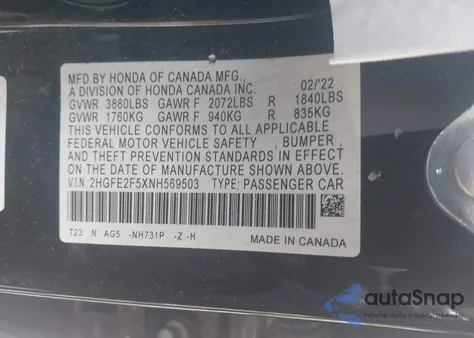 MFD.BY HONDA OF CANADA MFG.,
A DIVISION OF HONDA CANADA INC. 02/'22
GVWR 3880LBS GAWR F 2072LBS R 1840LBS
GVWR 1760KG GAWR F 940KG R 835KG
THIS VEHICLE CONFORMS TO ALL APPLICABLE
FEDERAL MOTOR VEHICLE SAFETY , BUMPER,
AND THEFT PREVENTION STANDARDS IN EFFECT
ON THE DATE OF MANUFACTURE SHOWN ABOVE.
V.I.N: 2HGFE2F5XNH569503 TYPE: PASSENGER CAR
T23 N AG5 -NH731P -Z -H
MADE IN CANADA
autoSnap